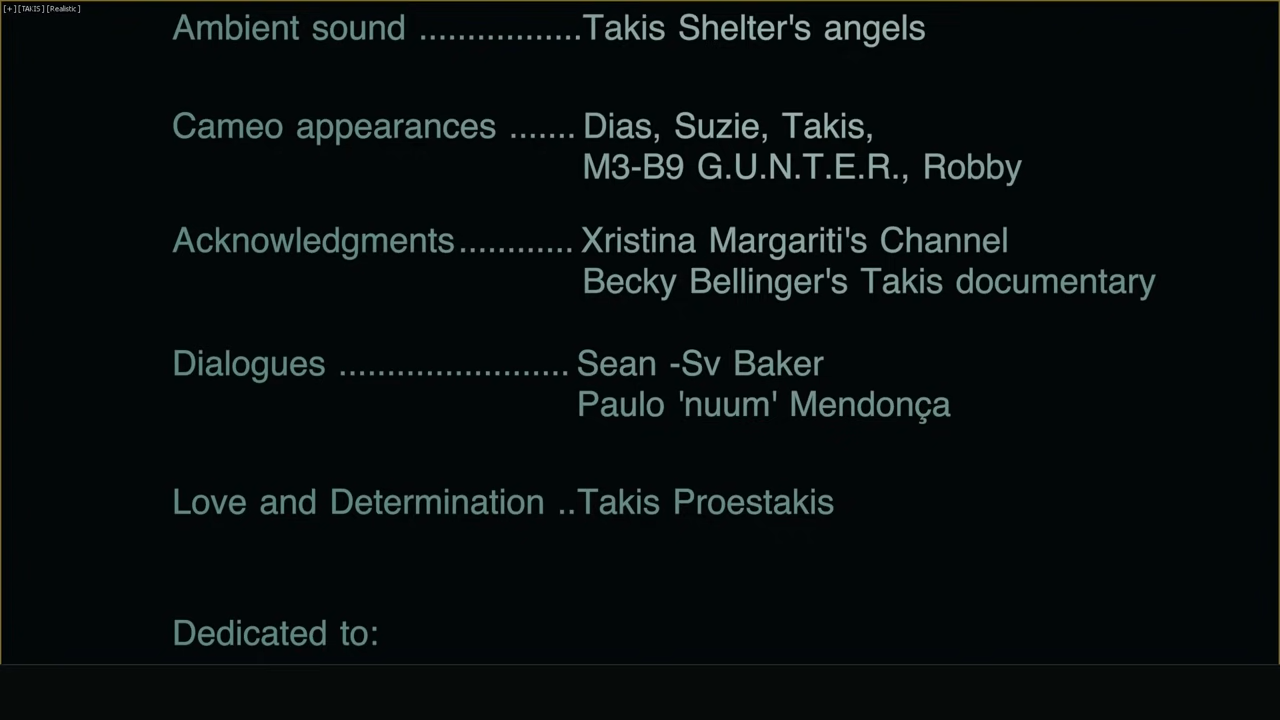 [+][TAKIS][Realistic]
Ambient sound .................Takis Shelter's angels
Cameo appearances ....... Dias, Suzie, Takis,
M3-B9 G.U.N.T.E.R., Robby
Acknowledgments............ Xristina Margariti's Channel
Becky Bellinger's Takis documentary
Dialogues ....................... Sean -Sv Baker
Paulo 'nuum' Mendonça
Love and Determination ..Takis Proestakis
Dedicated to: